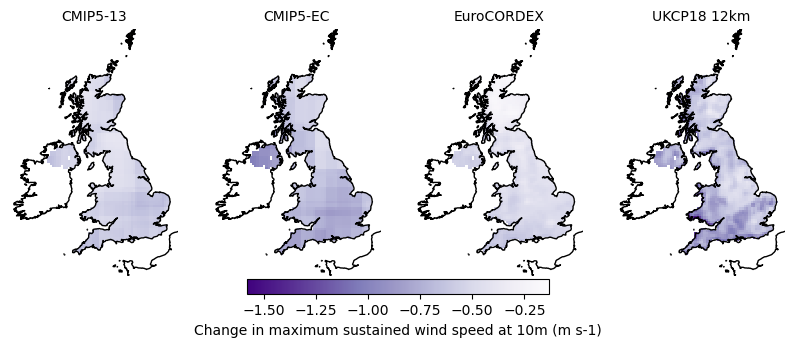 CMIP5-13 CMIP5-EC EuroCORDEX UKCP18 12km
−1.50 −1.25 −1.00 −0.75 −0.50 −0.25
Change in maximum sustained wind speed at 10m (m s-1)